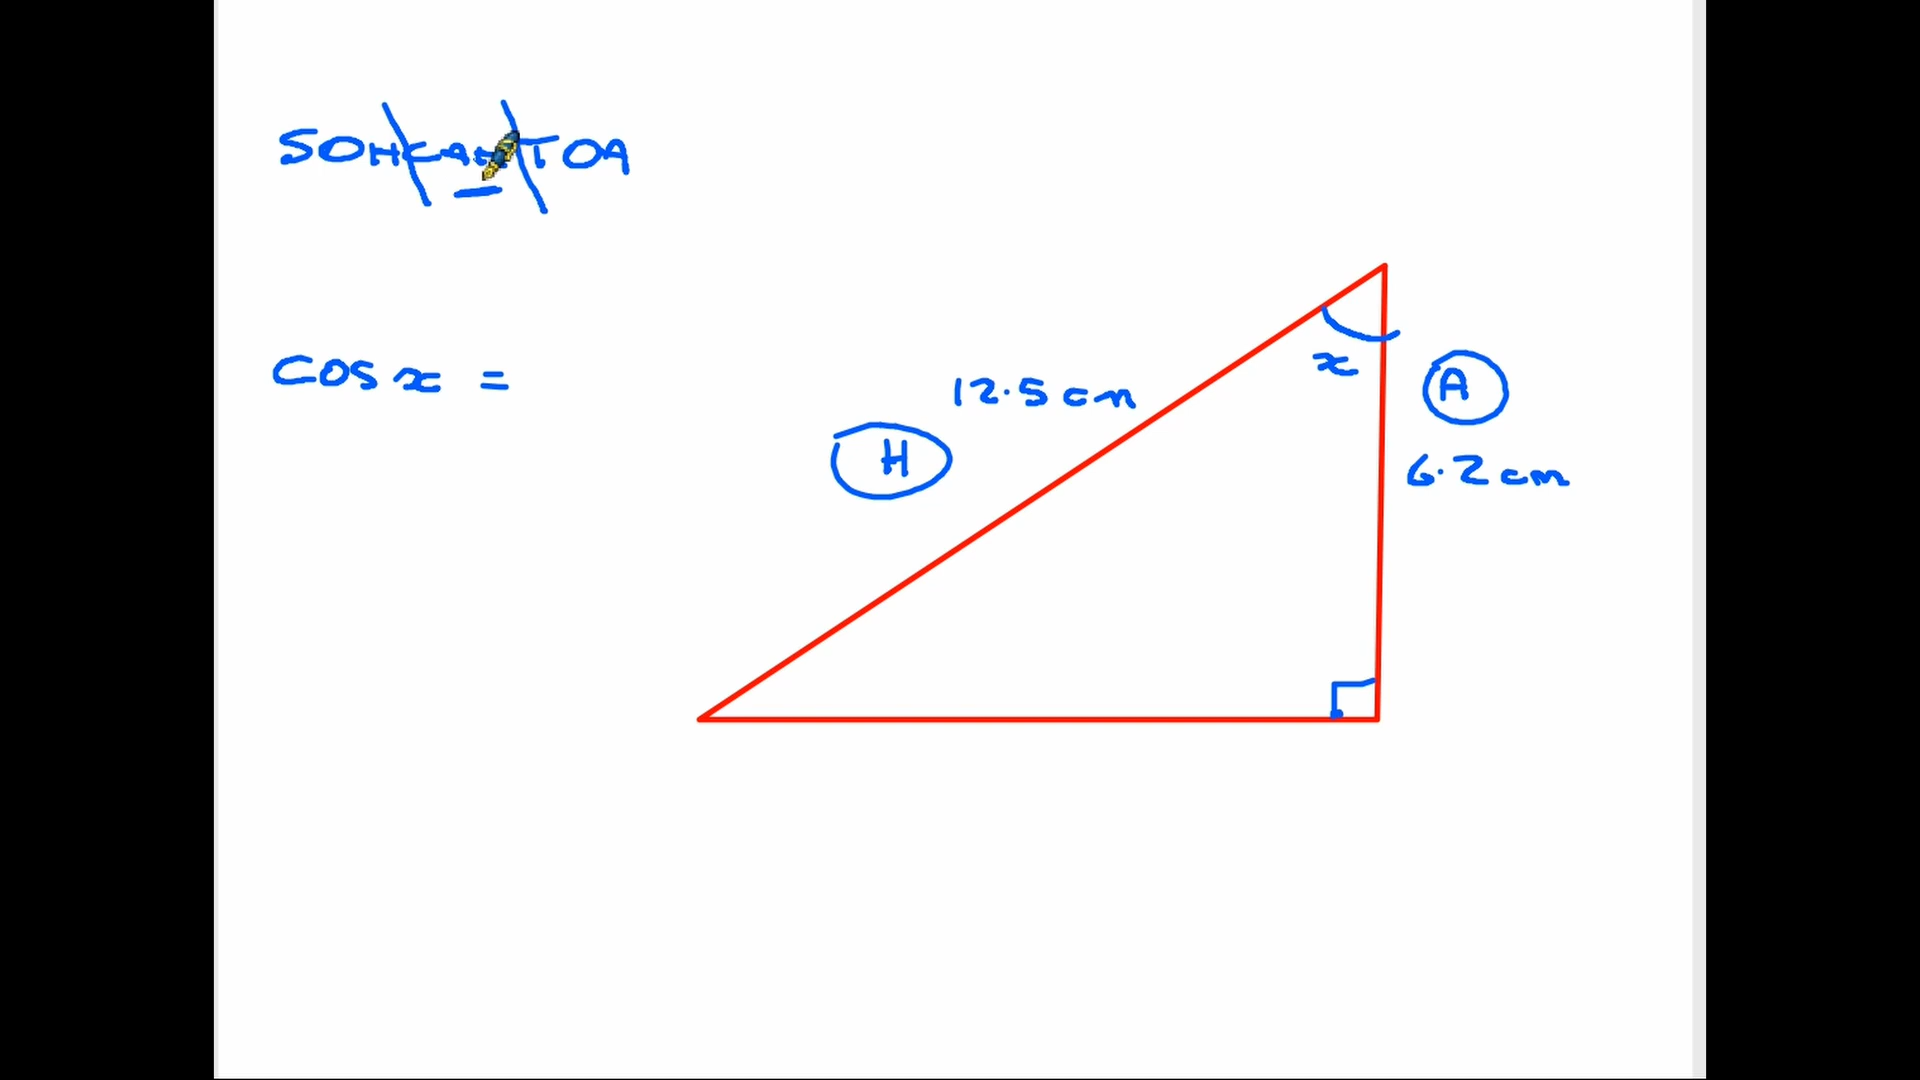 SOHCAHTOA
COS x =
12.5 cm
H
x
A
6.2 cm